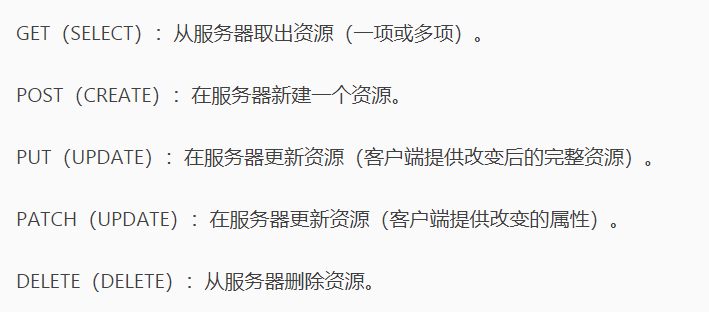 GET（SELECT）：从服务器取出资源（一项或多项）。
POST（CREATE）：在服务器新建一个资源。
PUT（UPDATE）：在服务器更新资源（客户端提供改变后的完整资源）。
PATCH（UPDATE）：在服务器更新资源（客户端提供改变的属性）。
DELETE（DELETE）：从服务器删除资源。